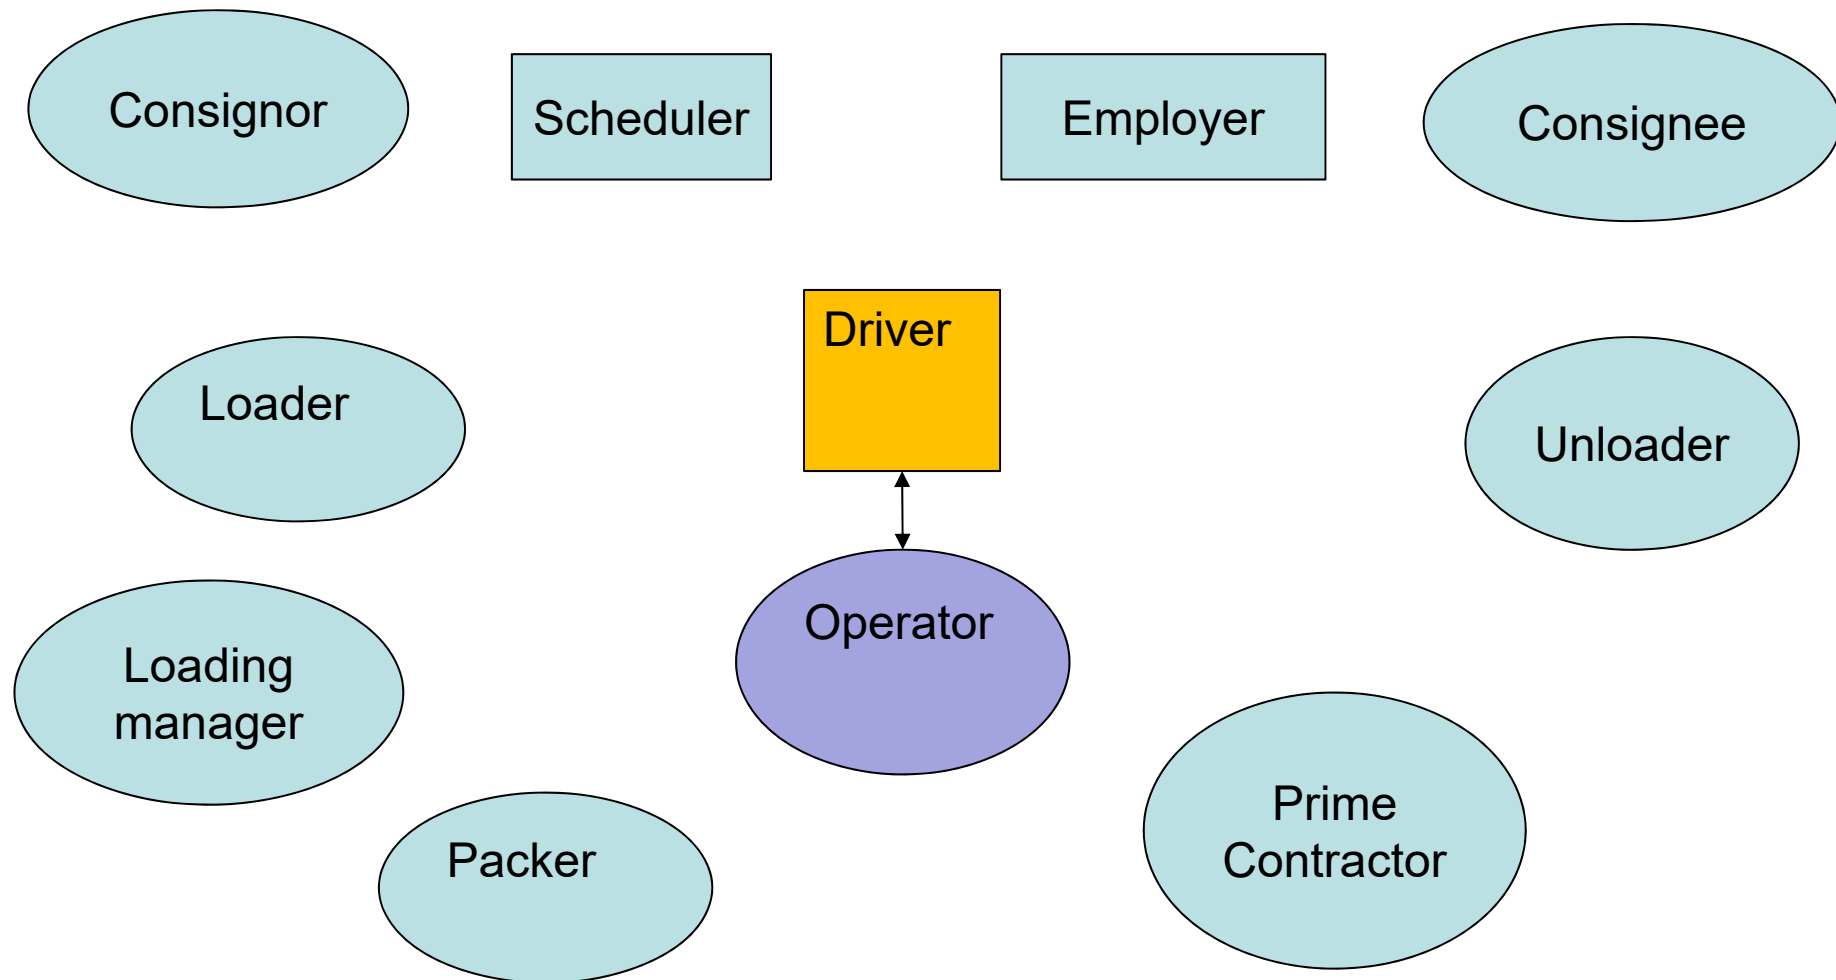 Consignor
Scheduler
Employer
Consignee
Driver
Loader
Unloader
Operator
Loading
manager
Prime
Contractor
Packer